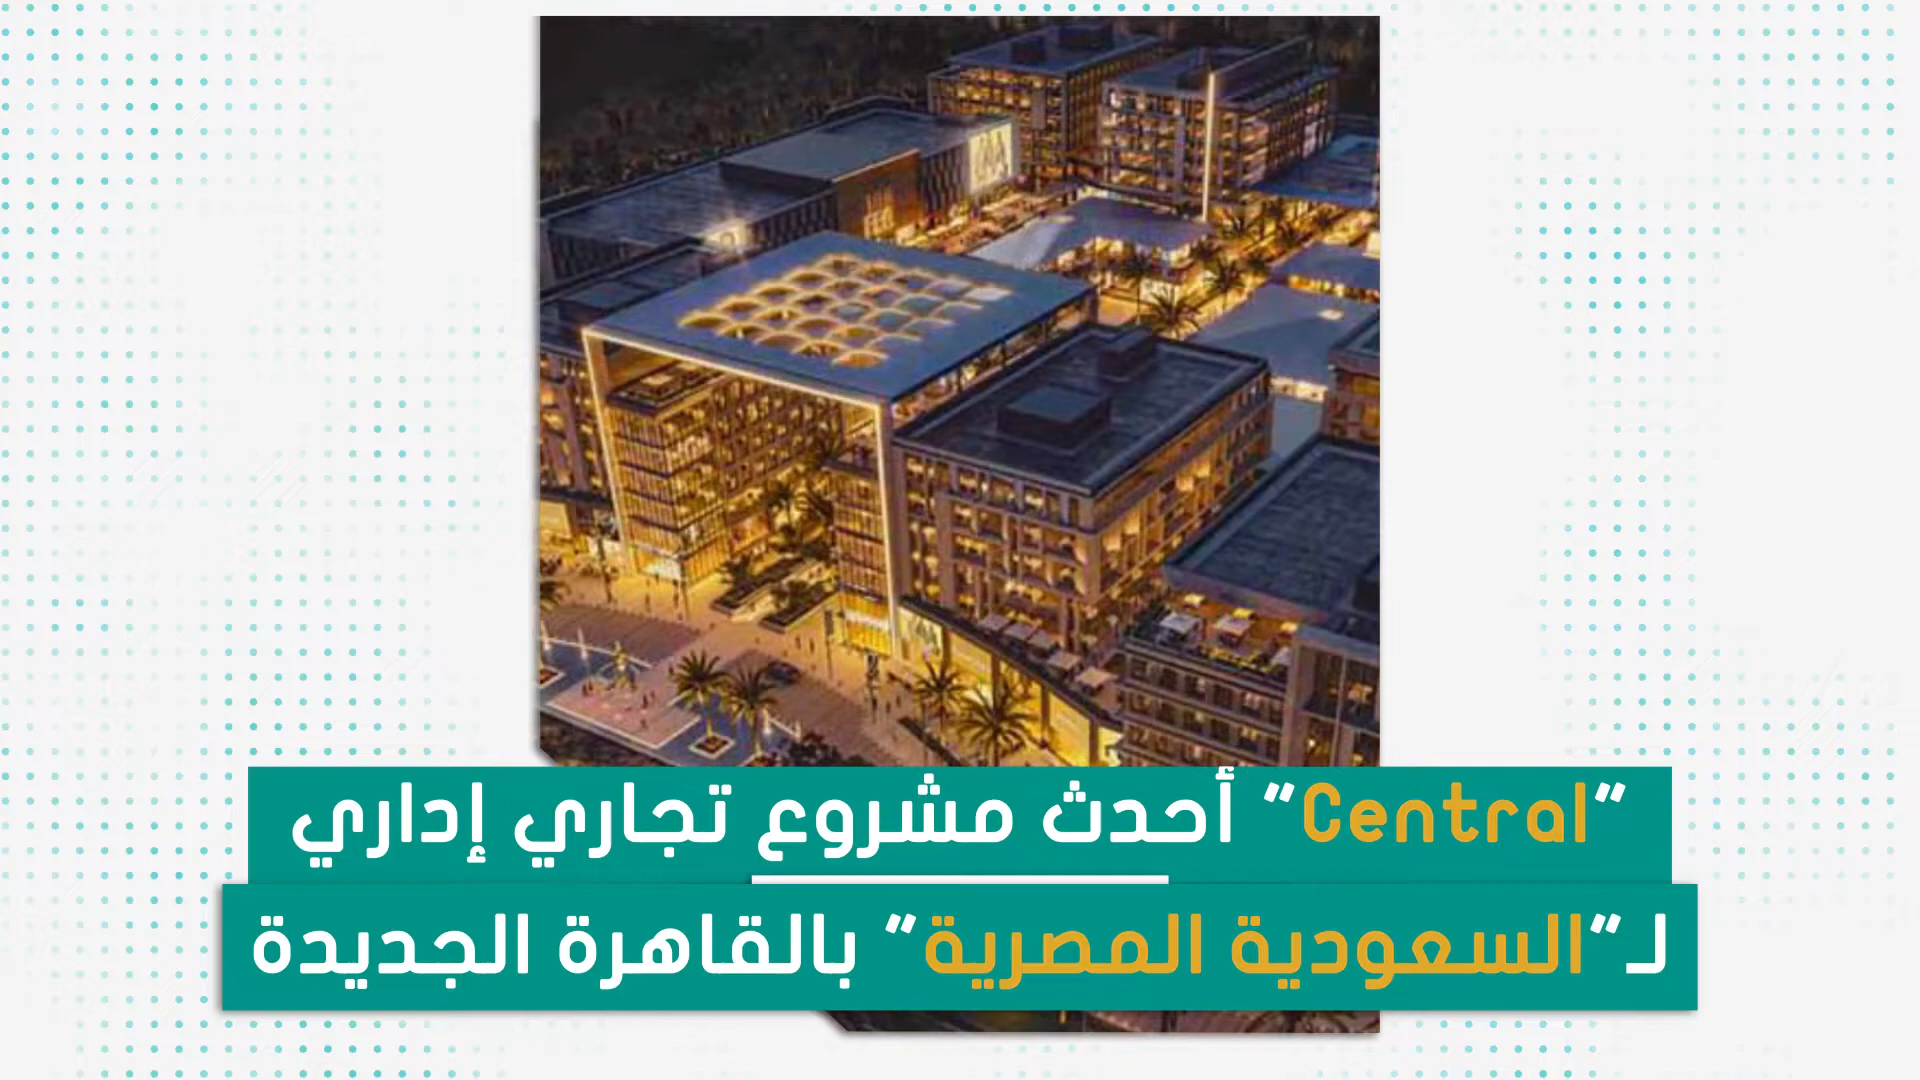 "Central" أحدث مشروع تجاري إداري
لـ"السعودية المصرية" بالقاهرة الجديدة